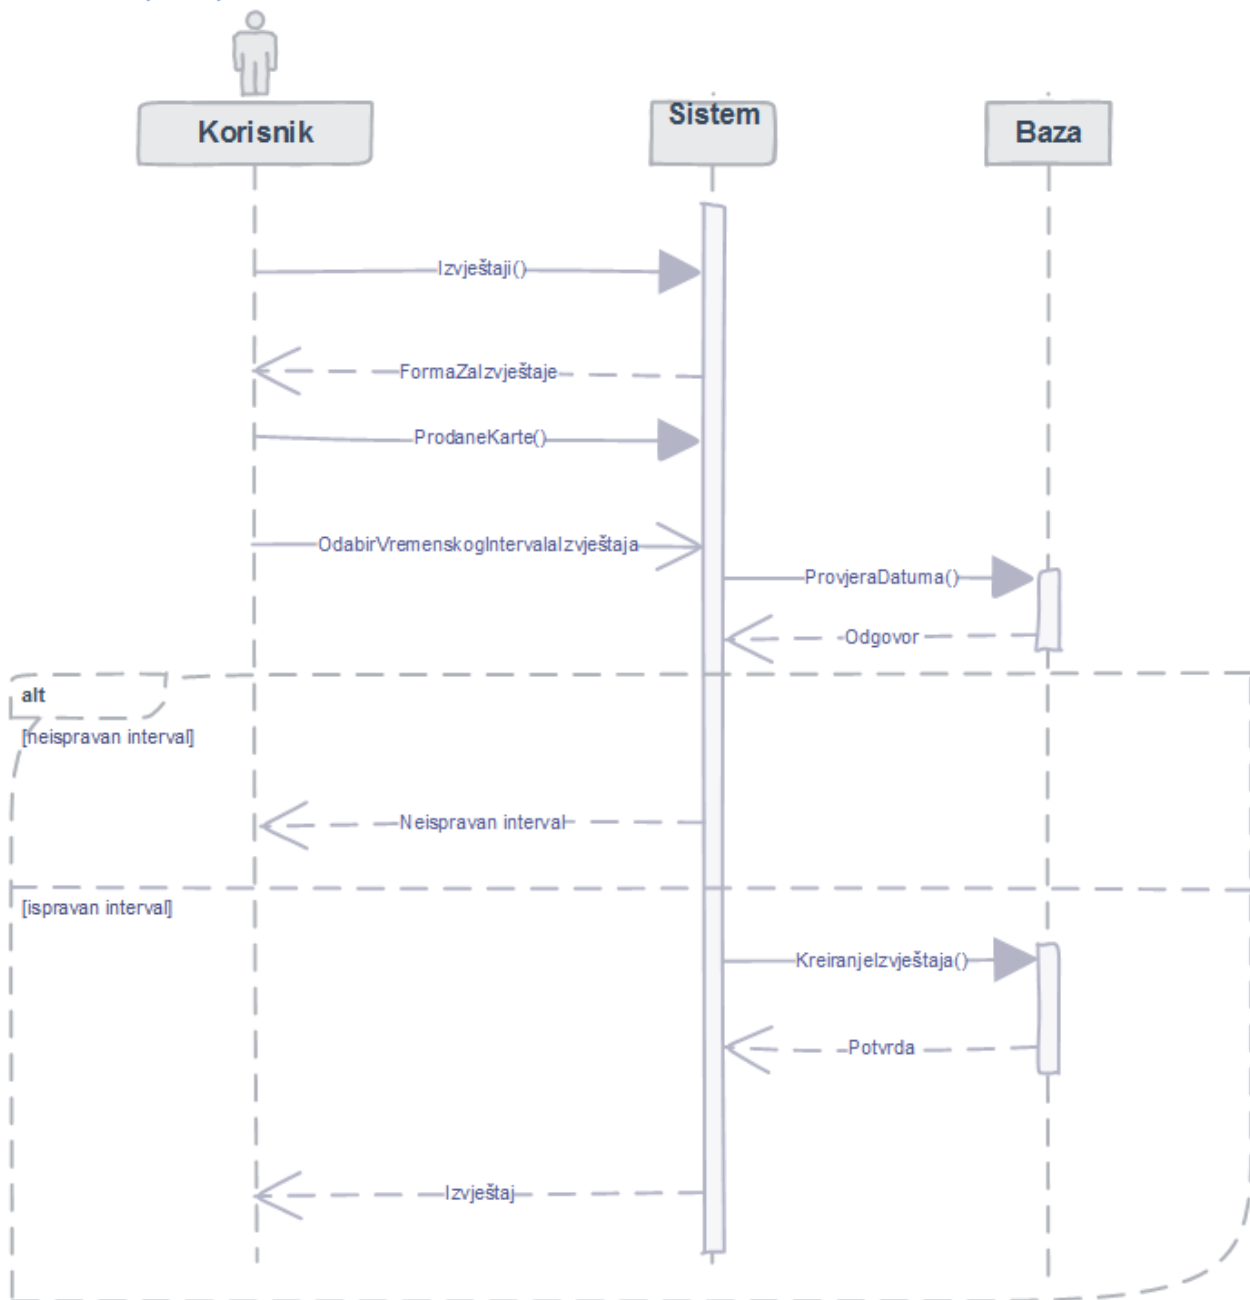 Korisnik
Sistem
Baza
Izvještaji()
FormaZaIzvještaje
ProdaneKarte()
OdabirVremenskogIntervalaIzvještaja
ProvjeraDatuma()
Odgovor
alt
[neispravan interval]
Neispravan interval
[ispravan interval]
KreiranjeIzvještaja()
Potvrda
Izvještaj